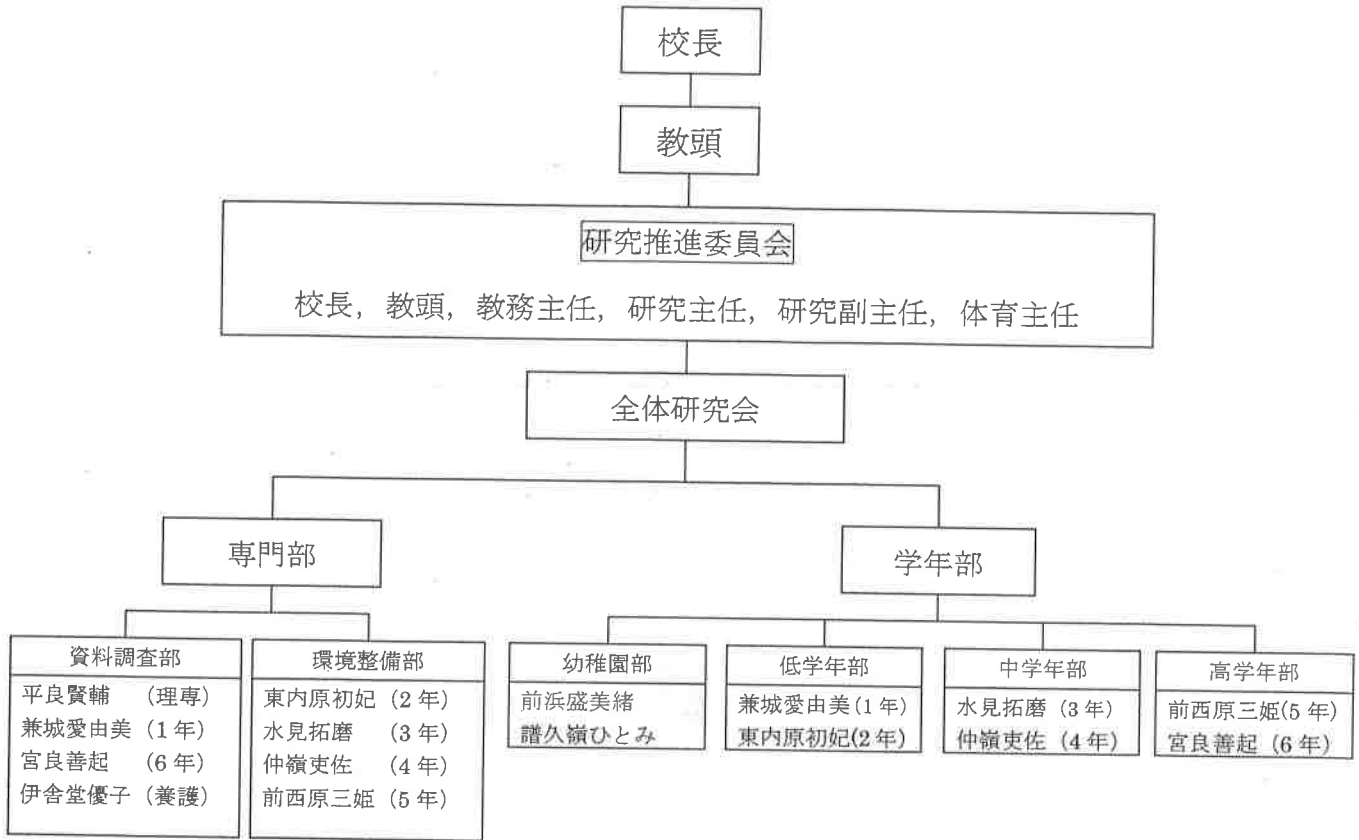 校長
教頭
研究推進委員会
校長，教頭，教務主任，研究主任，研究副主任，体育主任
全体研究会
専門部
学年部
資料調査部
平良賢輔 (理専)
兼城愛由美 (1年)
宮良善起 (6年)
伊舎堂優子 (養護)
環境整備部
東内原初妃 (2年)
水見拓磨 (3年)
仲嶺吏佐 (4年)
前西原三姫 (5年)
幼稚園部
前浜盛美緒
譜久嶺ひとみ
低学年部
兼城愛由美(1年)
東内原初妃(2年)
中学年部
水見拓磨 (3年)
仲嶺吏佐 (4年)
高学年部
前西原三姫(5年)
宮良善起 (6年)